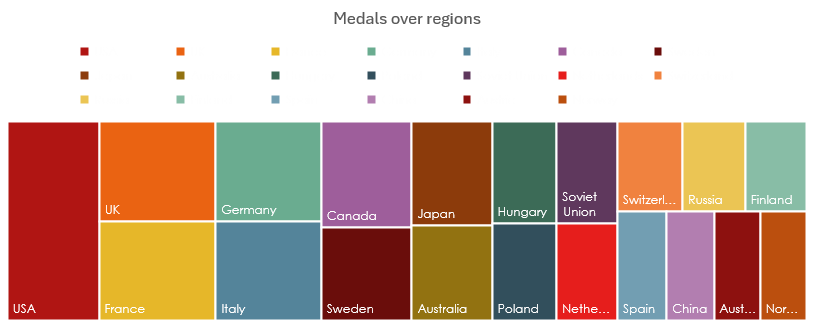 Medals over regions
UK
Germany
Canada
Japan
Hungary
Soviet
Union
Switzerl...
Russia
Finland
USA
France
Italy
Sweden
Australia
Poland
Nethe...
Spain
China
Aust...
Nor...